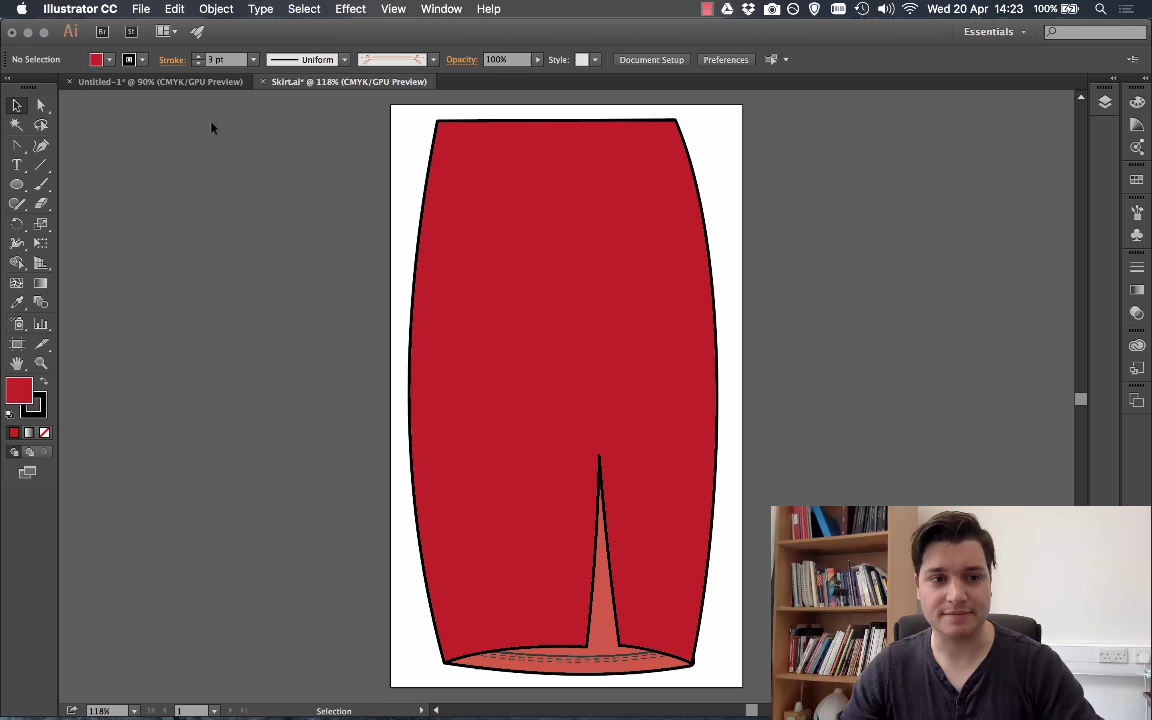 Illustrator CC File Edit Object Type Select Effect View Window Help Wed 20 Apr 14:23 100%
Ai Br St Essentials
No Selection Stroke: 3 pt Uniform Opacity: 100% Style: Document Setup Preferences
× Untitled-1* @ 90% (CMYK/GPU Preview) × Skirt.ai* @ 118% (CMYK/GPU Preview)
T
118% 1 Selection